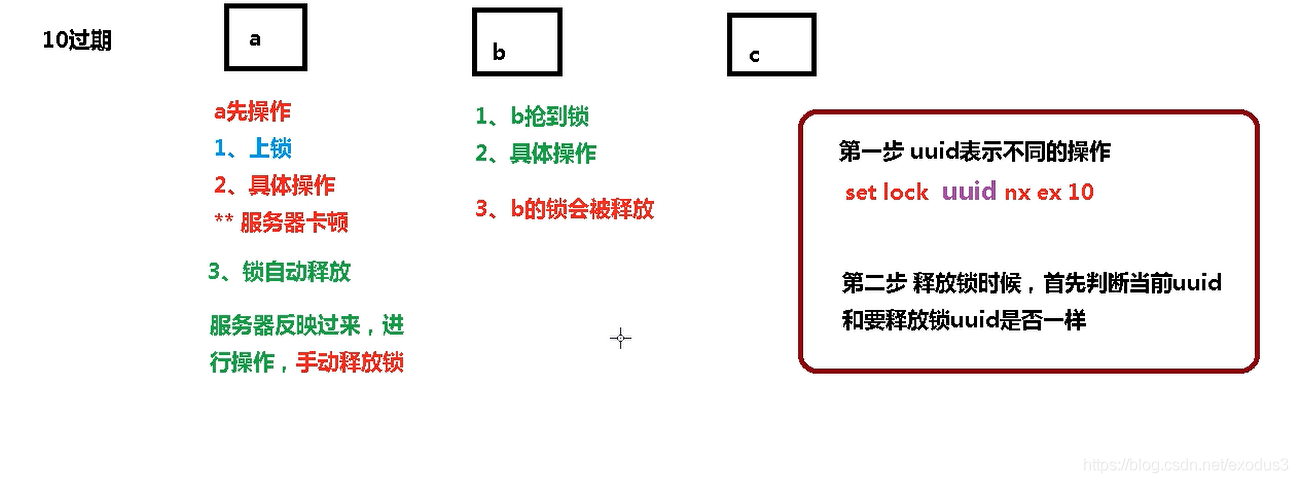 10过期
a
b
c
a先操作
1、上锁
2、具体操作
** 服务器卡顿
3、锁自动释放
服务器反映过来，进
行操作，手动释放锁
1、b抢到锁
2、具体操作
3、b的锁会被释放
第一步 uuid表示不同的操作
set lock uuid nx ex 10
第二步 释放锁时候，首先判断当前uuid
和要释放锁uuid是否一样
https://blog.csdn.net/exodus3